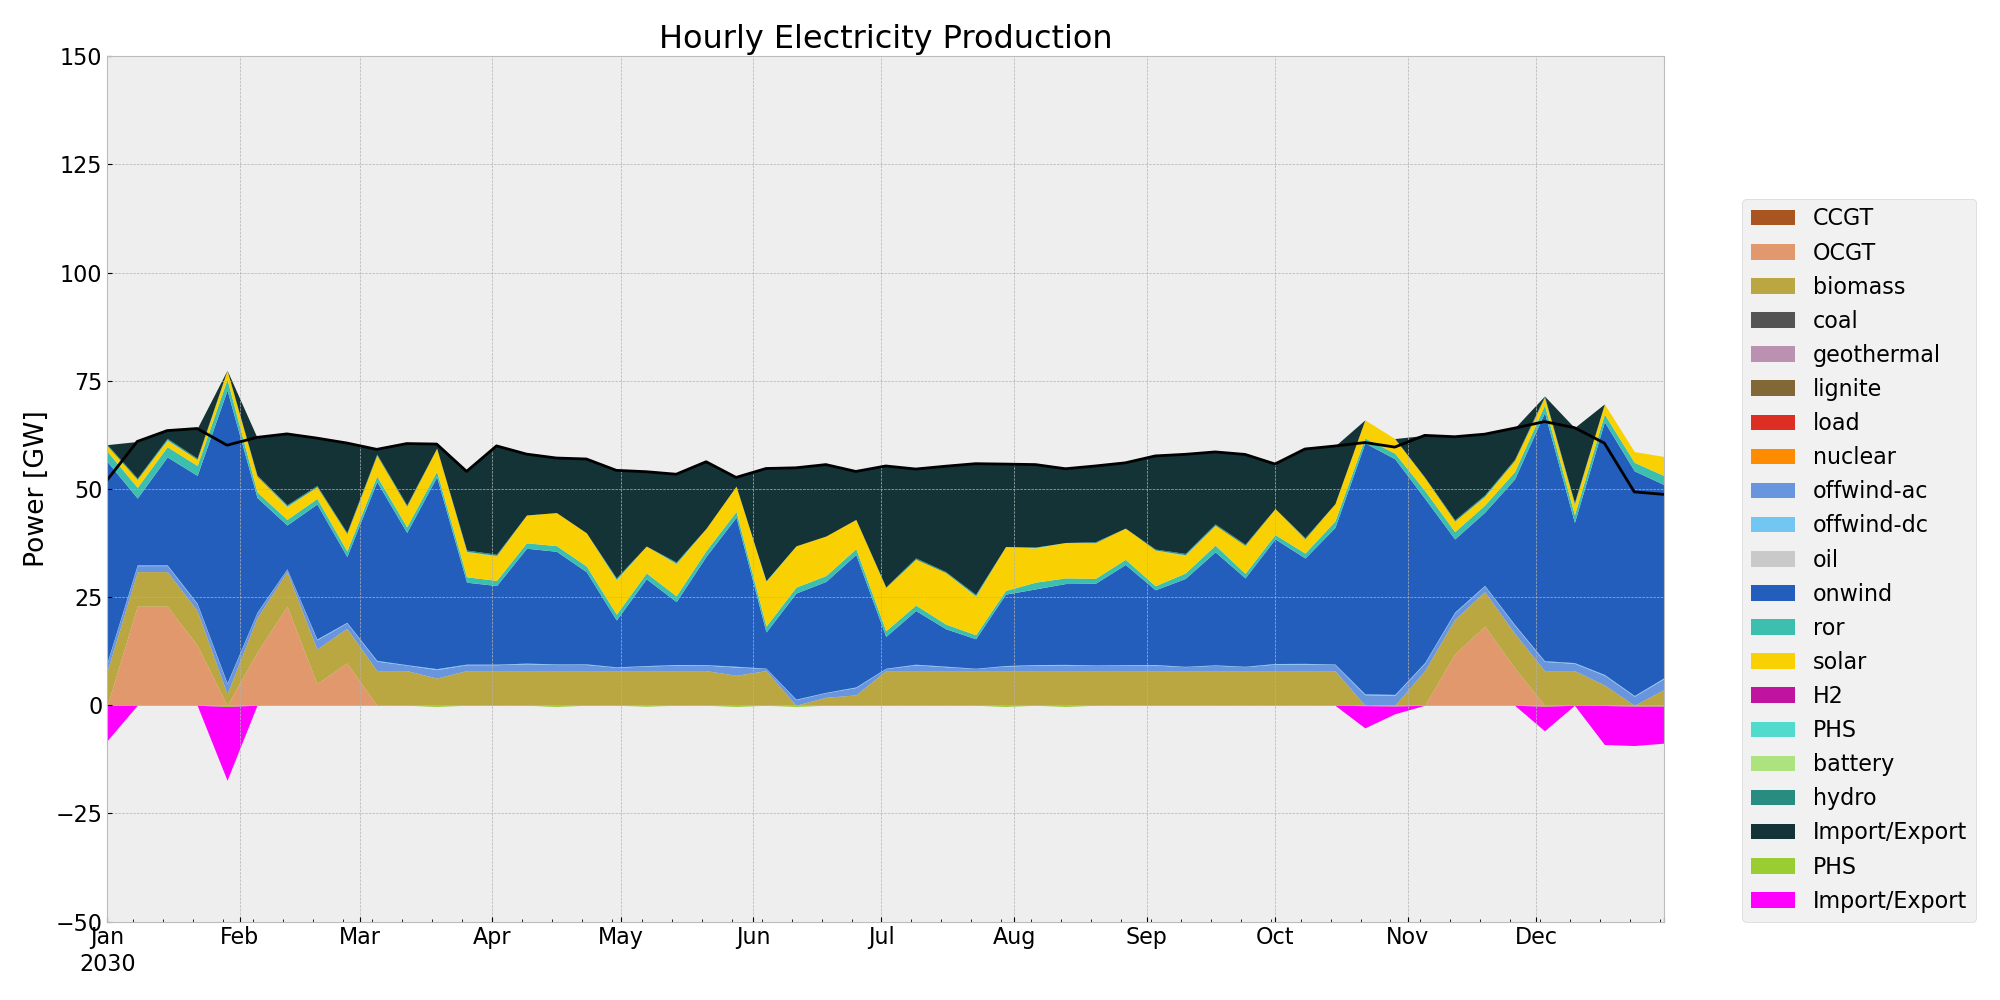 Hourly Electricity Production
Power [GW]
150
125
100
75
50
25
0
−25
−50
Jan
2030
Feb
Mar
Apr
May
Jun
Jul
Aug
Sep
Oct
Nov
Dec
CCGT
OCGT
biomass
coal
geothermal
lignite
load
nuclear
offwind-ac
offwind-dc
oil
onwind
ror
solar
H2
PHS
battery
hydro
Import/Export
PHS
Import/Export